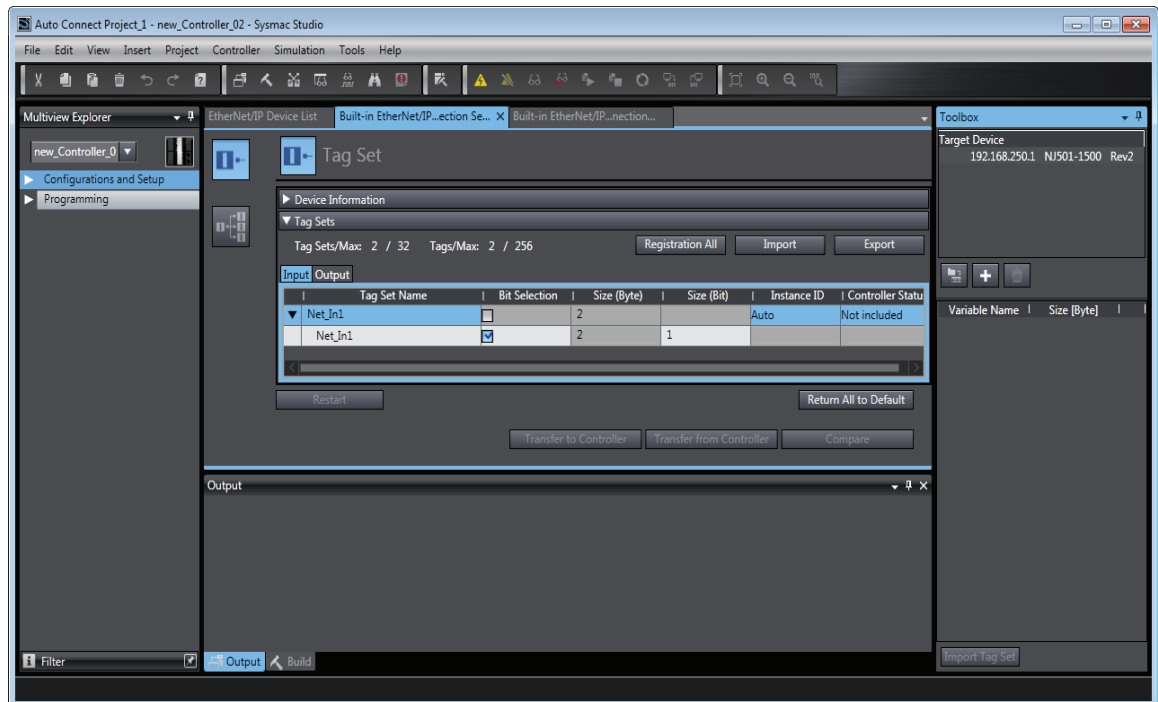 Auto Connect Project_1 - new_Controller_02 - Sysmac Studio
File Edit View Insert Project Controller Simulation Tools Help
Multiview Explorer
new_Controller_0
Configurations and Setup
Programming
Filter
EtherNet/IP Device List
Built-in EtherNet/IP...ection Se...
Built-in EtherNet/IP...nection...
Tag Set
Device Information
Tag Sets
Tag Sets/Max: 2 / 32 Tags/Max: 2 / 256
Registration All
Import
Export
Input Output
Tag Set Name | Bit Selection | Size (Byte) | Size (Bit) | Instance ID | Controller Statu
Net_In1 2 Auto Not included
Net_In1 2 1
Restart
Return All to Default
Transfer to Controller
Transfer from Controller
Compare
Output
Output
Build
Toolbox
Target Device
192.168.250.1 NJ501-1500 Rev2
Variable Name | Size [Byte] |
Import Tag Set